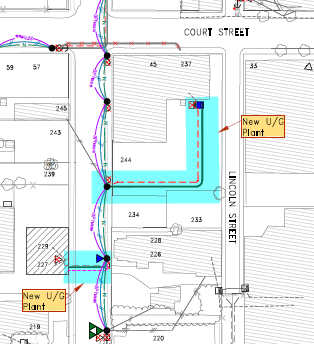 COURT STREET
59
57
45
237
33
245
243
New U/G
Plant
244
239
LINCOLN STREET
234
233
228
229
226
227
New U/G
Plant
219
220